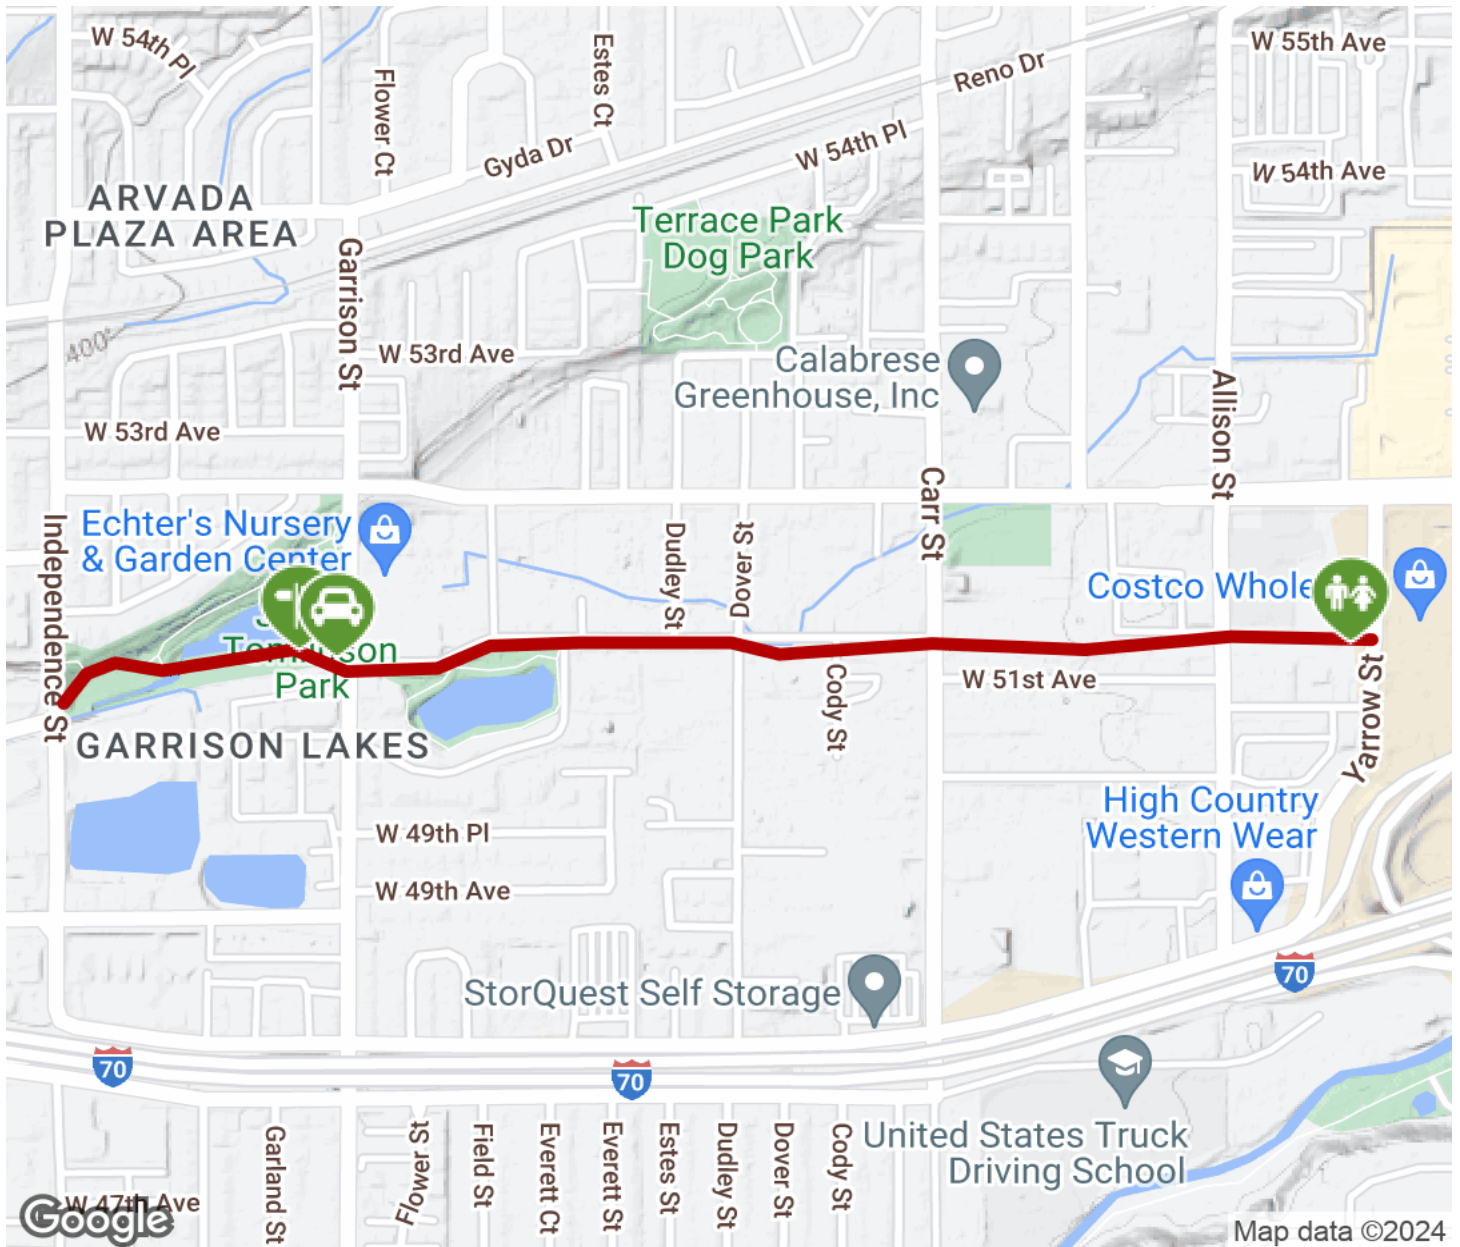 W 54th Pl
Flower Ct
Estes Ct
Reno Dr
W 55th Ave
Gyda Dr
W 54th Pl
W 54th Ave
ARVADA
PLAZA AREA
Terrace Park
Dog Park
Garrison St
400'
W 53rd Ave
Calabrese
Greenhouse, Inc
Allison St
W 53rd Ave
Carr St
Independence St
Echter's Nursery
& Garden Center
Dudley St
Dover St
Costco Whole
Park
GARRISON LAKES
Cody St
W 51st Ave
Yarrow St
High Country
Western Wear
W 49th Pl
W 49th Ave
StorQuest Self Storage
70
70
70
United States Truck
Driving School
Garland St
Flower St
Field St
Everett Ct
Everett St
Estes St
Dudley St
Dover St
Cody St
W 47th Ave
Google
Map data ©2024